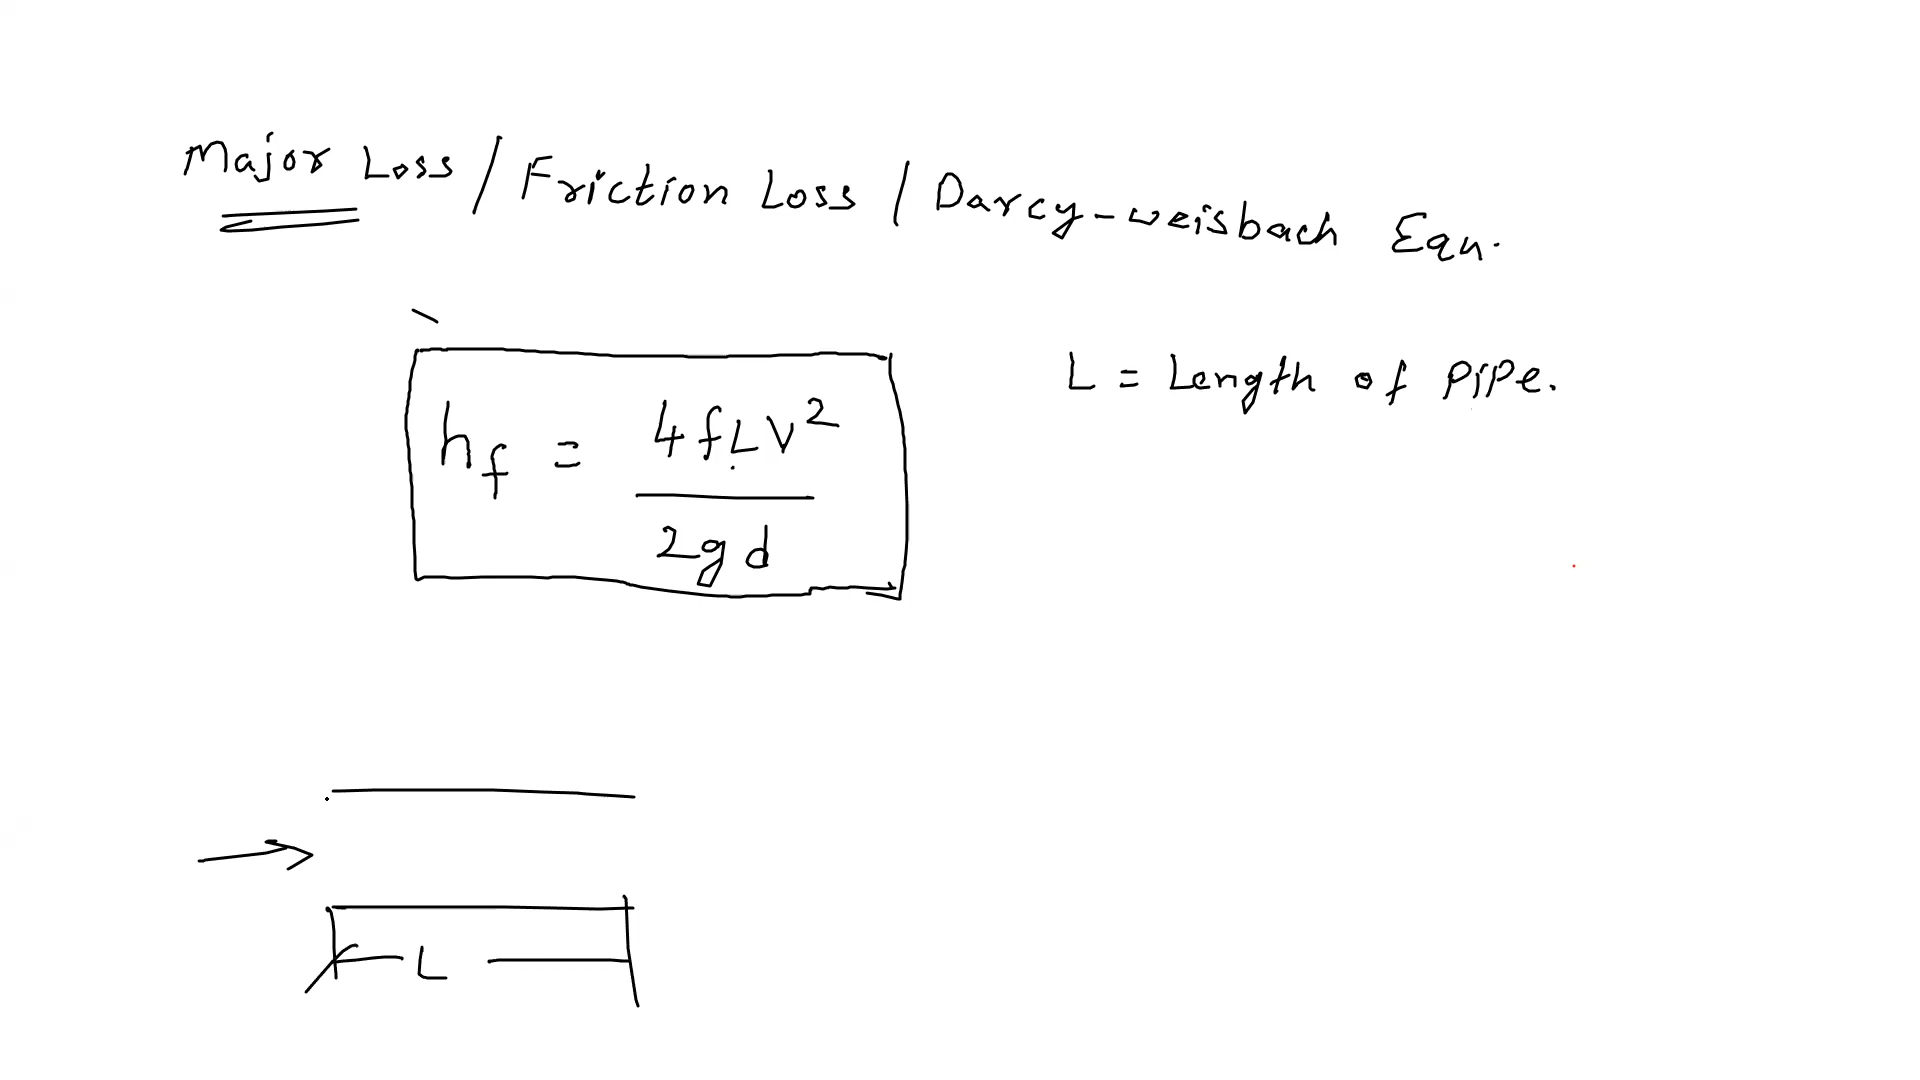 Major Loss / Friction Loss / Darcy-weisbach Eqn.
L = Length of pipe.
hf = 4fLV²
2gd
L